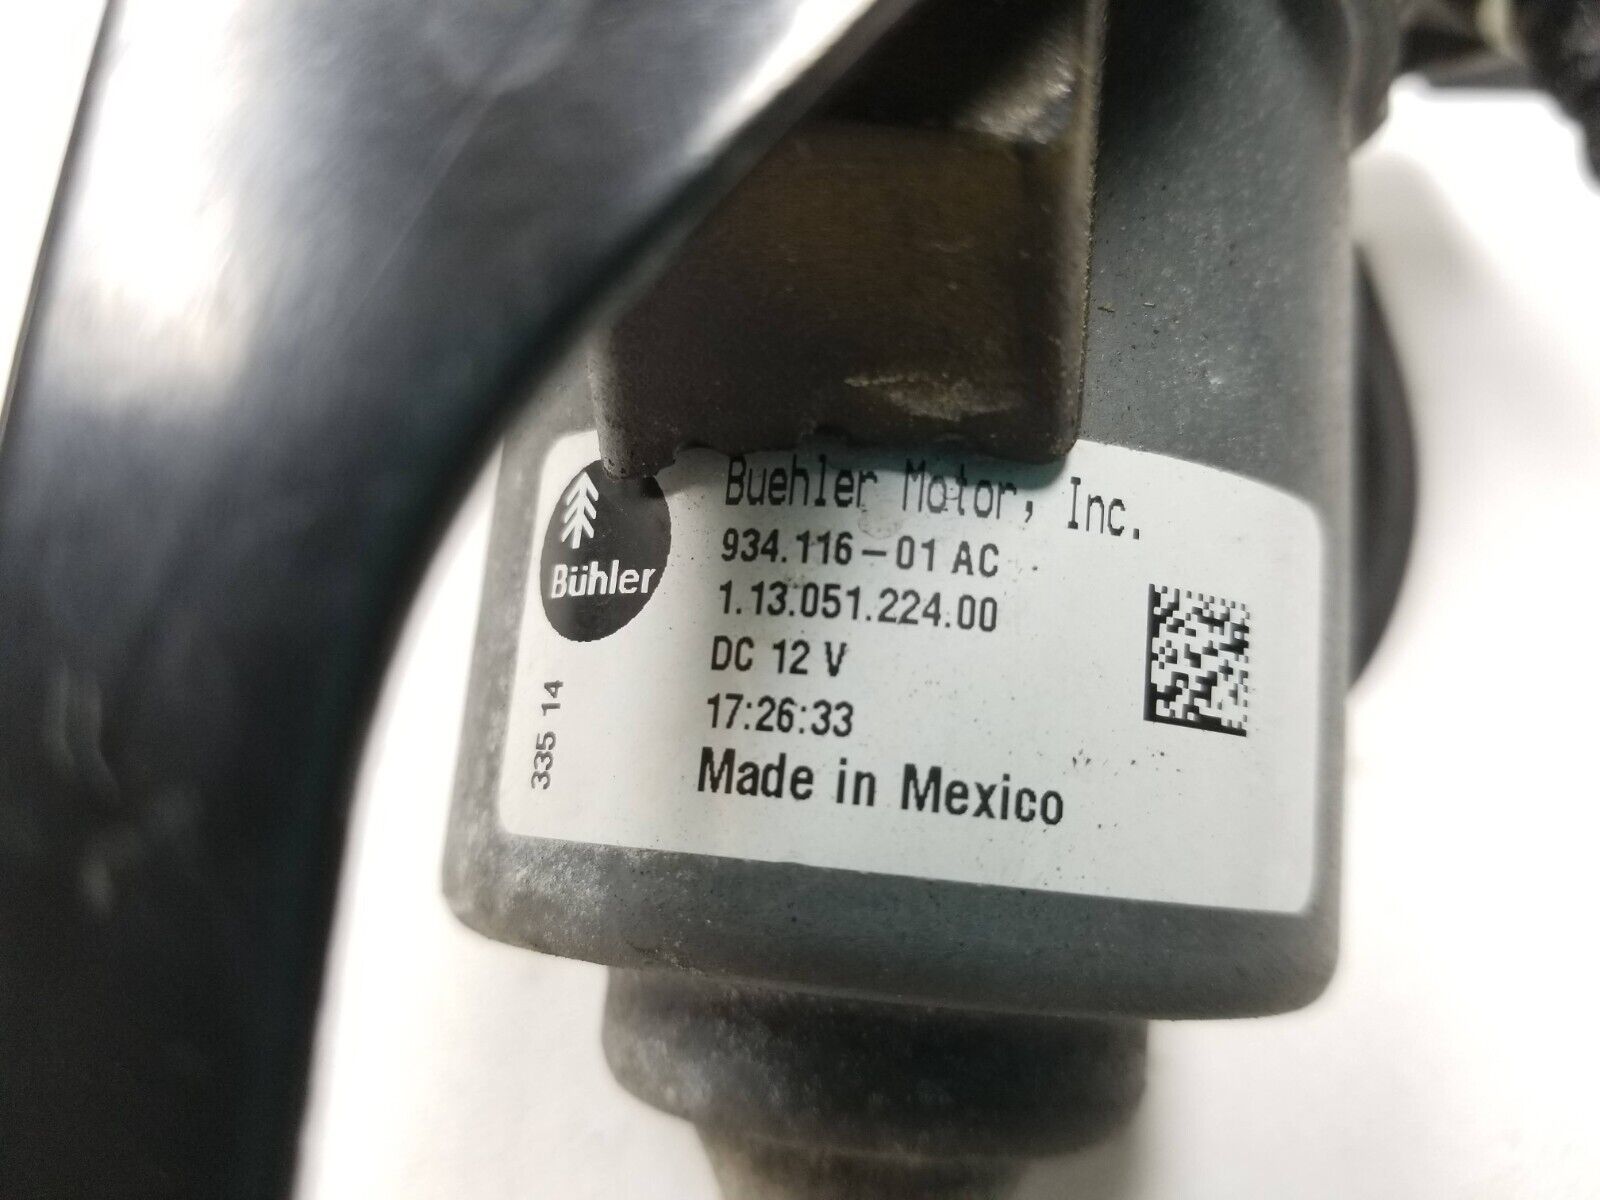 Buehler Motor, Inc.
Bühler
934.116-01 AC
1.13.051.224.00
DC 12 V
17:26:33
Made in Mexico
335 14